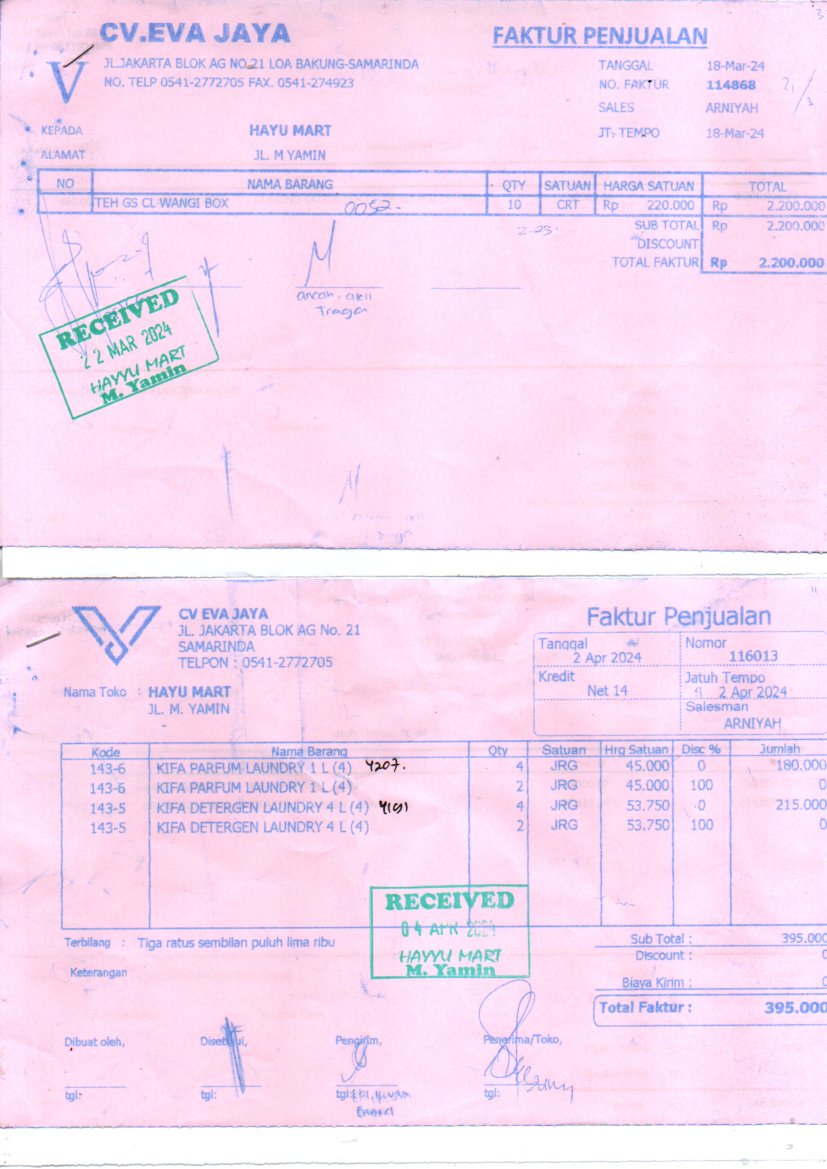 CV.EVA JAYA
FAKTUR PENJUALAN
V
JL.JAKARTA BLOK AG NO.21 LOA BAKUNG-SAMARINDA
NO. TELP 0541-2772705 FAX. 0541-274923
TANGGAL 18-Mar-24
NO. FAKTUR 114868
SALES ARNIYAH
JT. TEMPO 18-Mar-24
KEPADA HAYU MART
ALAMAT JL. M YAMIN
NO NAMA BARANG QTY SATUAN HARGA SATUAN TOTAL
TEH GS CL WANGI BOX 0052- 10 CRT Rp 220.000 Rp 2.200.000
SUB TOTAL Rp 2.200.000
DISCOUNT
TOTAL FAKTUR Rp 2.200.000
RECEIVED
22 MAR 2024
HAYYU MART
M. Yamin
CV EVA JAYA
JL. JAKARTA BLOK AG No. 21
SAMARINDA
TELPON : 0541-2772705
Faktur Penjualan
Tanggal 2 Apr 2024
Nomor 116013
Kredit Net 14
Jatuh Tempo 2 Apr 2024
Salesman ARNIYAH
Nama Toko : HAYU MART
JL. M. YAMIN
Kode Nama Barang Qty Satuan Hrg Satuan Disc % Jumlah
143-6 KIFA PARFUM LAUNDRY 1 L (4) 4207. 4 JRG 45.000 0 180.000
143-6 KIFA PARFUM LAUNDRY 1 L (4) 2 JRG 45.000 100 0
143-5 KIFA DETERGEN LAUNDRY 4 L (4) 4 JRG 53.750 0 215.000
143-5 KIFA DETERGEN LAUNDRY 4 L (4) 2 JRG 53.750 100 0
RECEIVED
04 APR 2024
HAYYU MART
M. Yamin
Terbilang : Tiga ratus sembilan puluh lima ribu
Keterangan
Sub Total : 395.000
Discount : 0
Biaya Kirim : 0
Total Faktur : 395.000
Dibuat oleh, Disetujui, Pengirim, Penerima/Toko,
tgl: tgl: tgl: tgl: